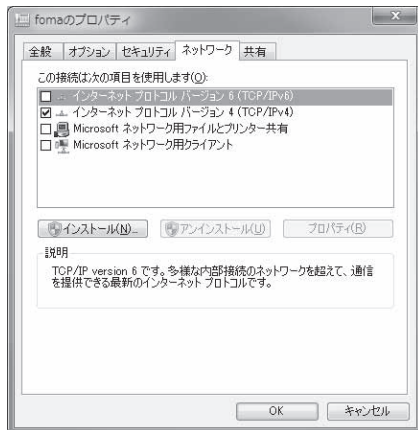 fomaのプロパティ
全般 オプション セキュリティ ネットワーク 共有
この接続は次の項目を使用します(O):
インターネット プロトコル バージョン 6 (TCP/IPv6)
インターネット プロトコル バージョン 4 (TCP/IPv4)
Microsoft ネットワーク用ファイルとプリンター共有
Microsoft ネットワーク用クライアント
インストール(N)... アンインストール(U) プロパティ(R)
説明
TCP/IP version 6 です。多様な内部接続のネットワークを超えて、通信
を提供できる最新のインターネット プロトコルです。
OK キャンセル